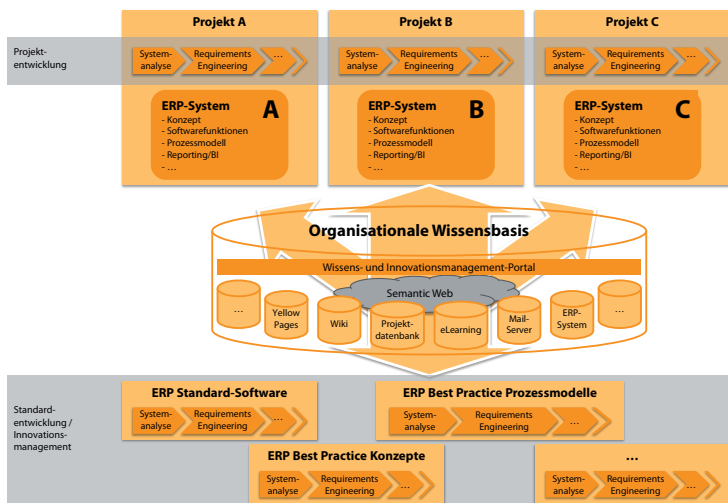 Projekt A
Projekt B
Projekt C
Projekt-
entwicklung
System-
analyse
Requirements
Engineering
...
System-
analyse
Requirements
Engineering
...
System-
analyse
Requirements
Engineering
...
ERP-System
A
- Konzept
- Softwarefunktionen
- Prozessmodell
- Reporting/BI
- ...
ERP-System
B
- Konzept
- Softwarefunktionen
- Prozessmodell
- Reporting/BI
- ...
ERP-System
C
- Konzept
- Softwarefunktionen
- Prozessmodell
- Reporting/BI
- ...
Organisationale Wissensbasis
Wissens- und Innovationsmanagement-Portal
Semantic Web
...
Yellow
Pages
Wiki
Projekt-
datenbank
eLearning
Mail-
Server
ERP-
System
...
Standard-
entwicklung /
Innovations-
management
ERP Standard-Software
System-
analyse
Requirements
Engineering
...
ERP Best Practice Prozessmodelle
System-
analyse
Requirements
Engineering
...
ERP Best Practice Konzepte
System-
analyse
Requirements
Engineering
...
...
System-
analyse
Requirements
Engineering
...